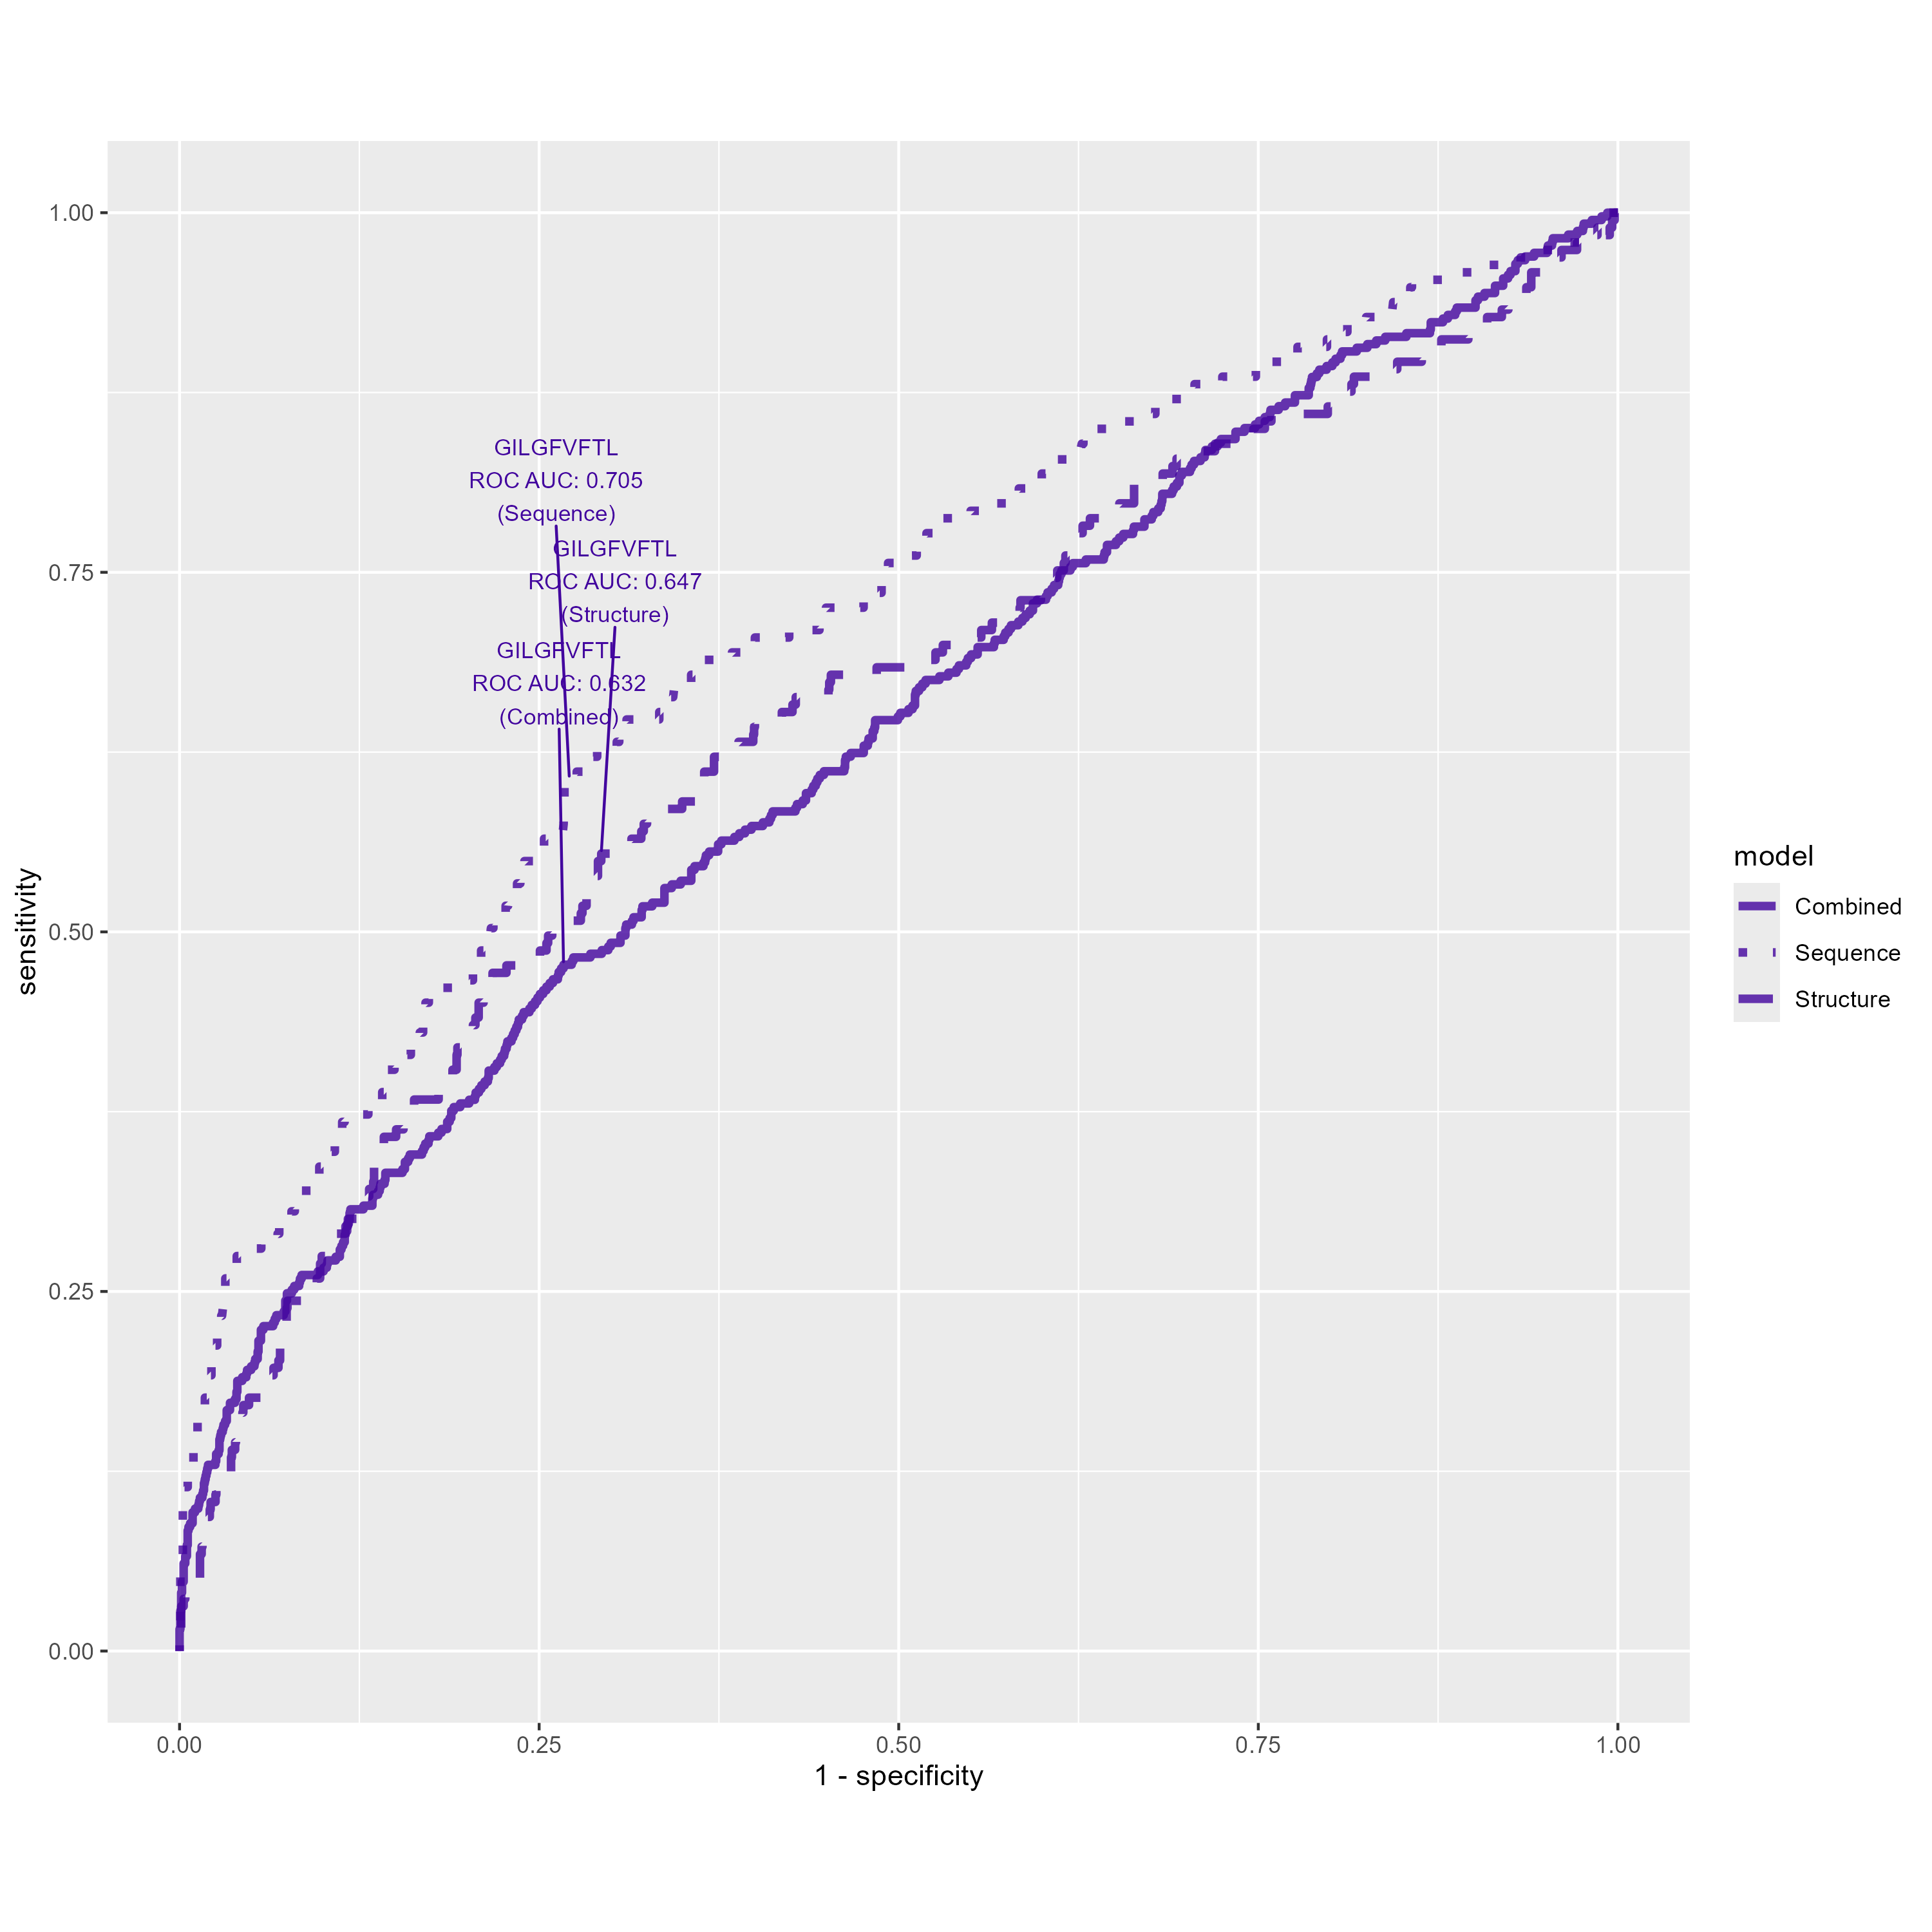 1.00
0.75
0.50
0.25
0.00
sensitivity
GILGFVFTL
ROC AUC: 0.705
(Sequence)
GILGFVFTL
ROC AUC: 0.647
(Structure)
GILGFVFTL
ROC AUC: 0.632
(Combined)
0.00 0.25 0.50 0.75 1.00
1 - specificity
model
Combined
Sequence
Structure